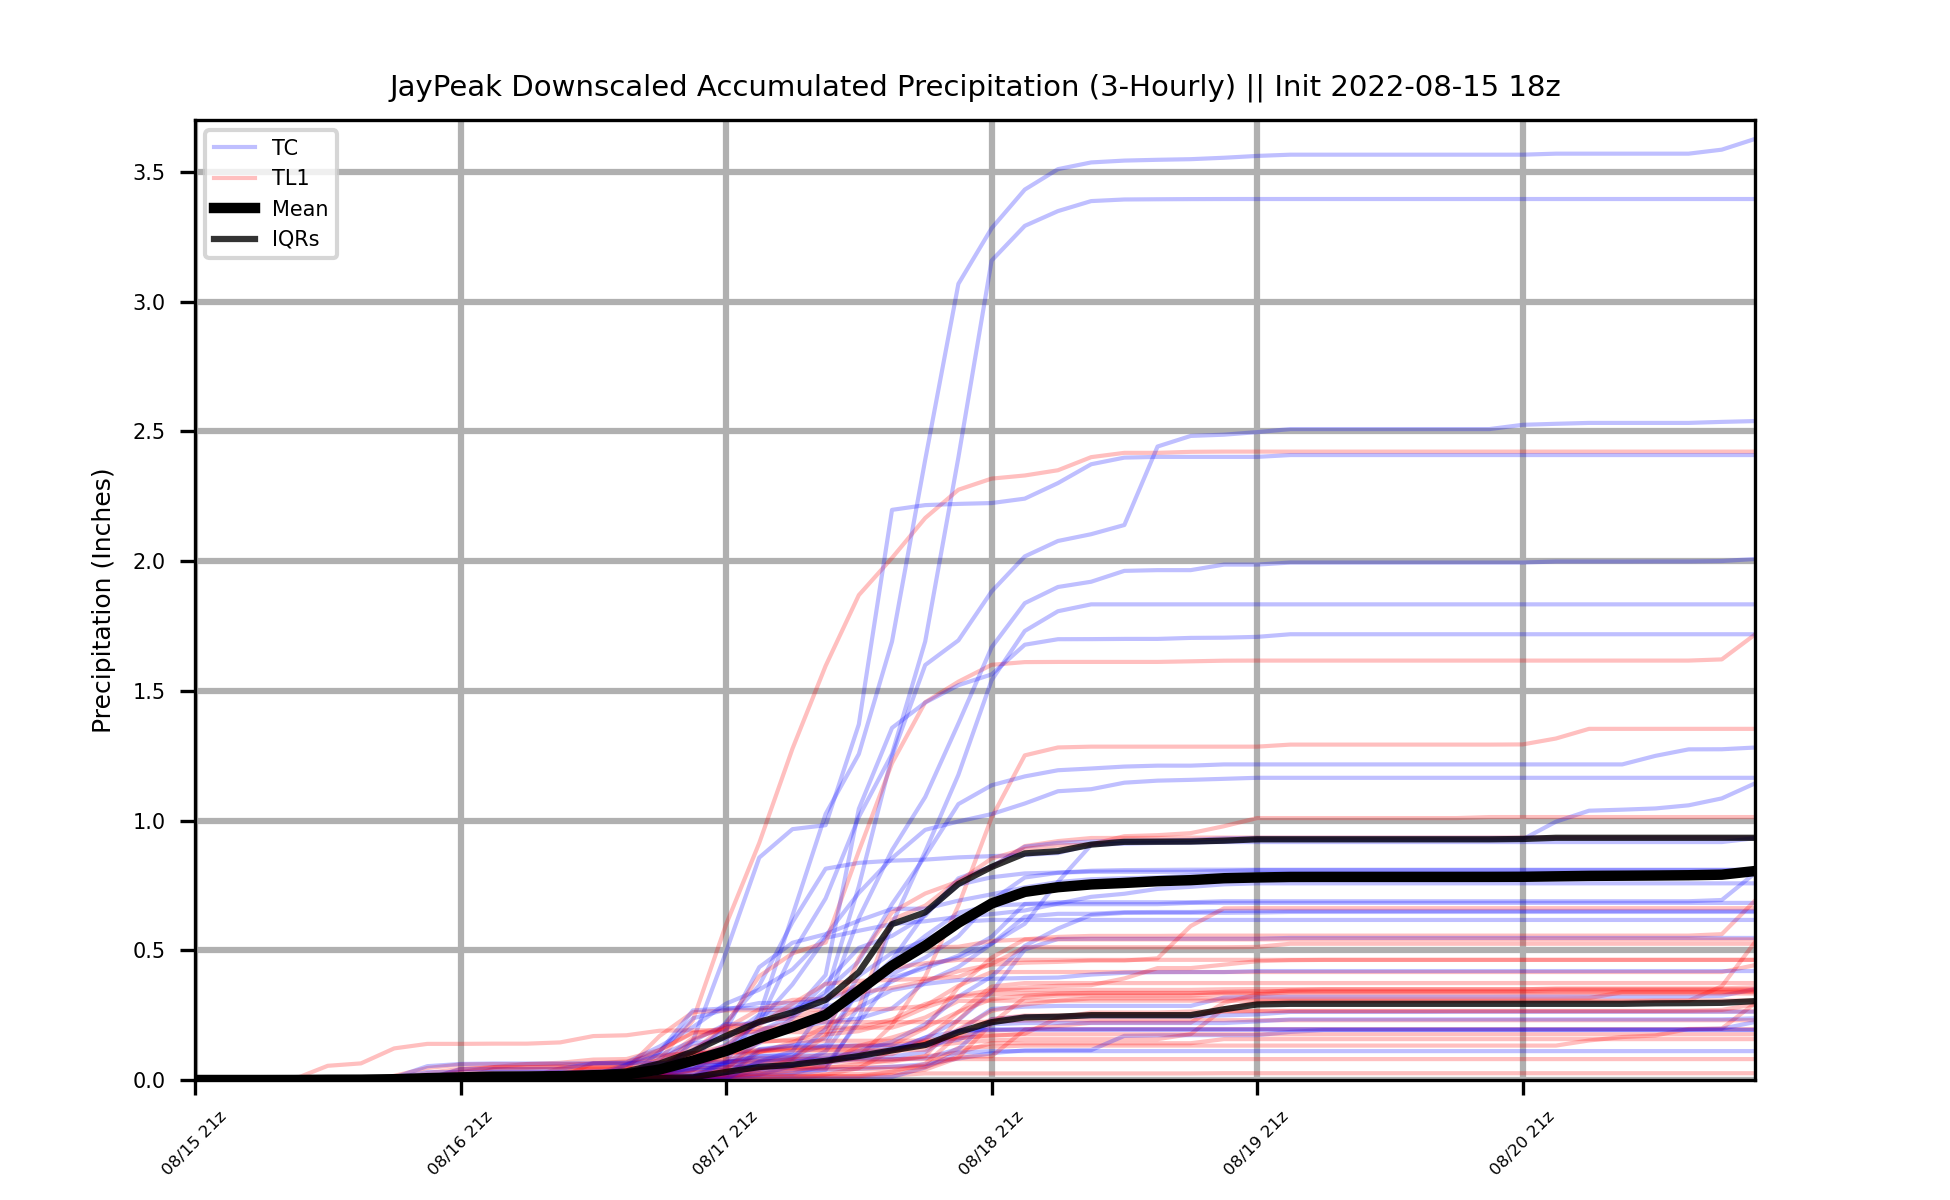 JayPeak Downscaled Accumulated Precipitation (3-Hourly) || Init 2022-08-15 18z
TC
TL1
Mean
IQRs
Precipitation (Inches)
3.5
3.0
2.5
2.0
1.5
1.0
0.5
0.0
08/15 21z
08/16 21z
08/17 21z
08/18 21z
08/19 21z
08/20 21z